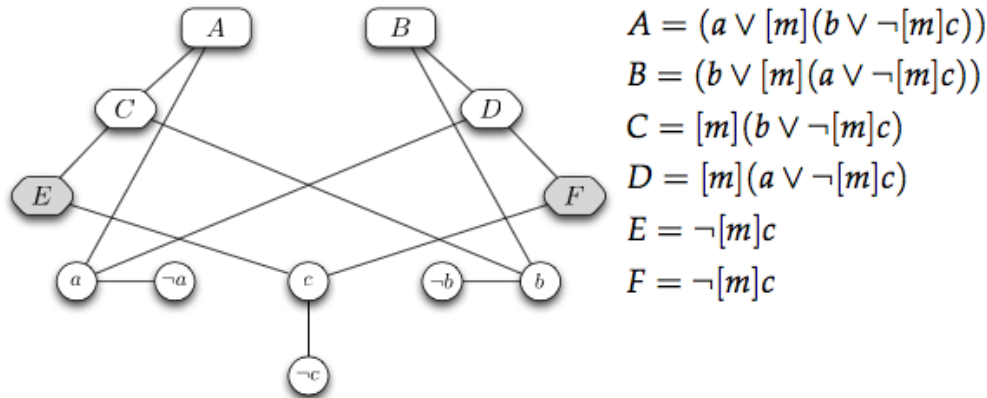 A B
C D
E F
a ¬a c ¬b b
¬c
A = (a ∨ [m](b ∨ ¬[m]c))
B = (b ∨ [m](a ∨ ¬[m]c))
C = [m](b ∨ ¬[m]c)
D = [m](a ∨ ¬[m]c)
E = ¬[m]c
F = ¬[m]c